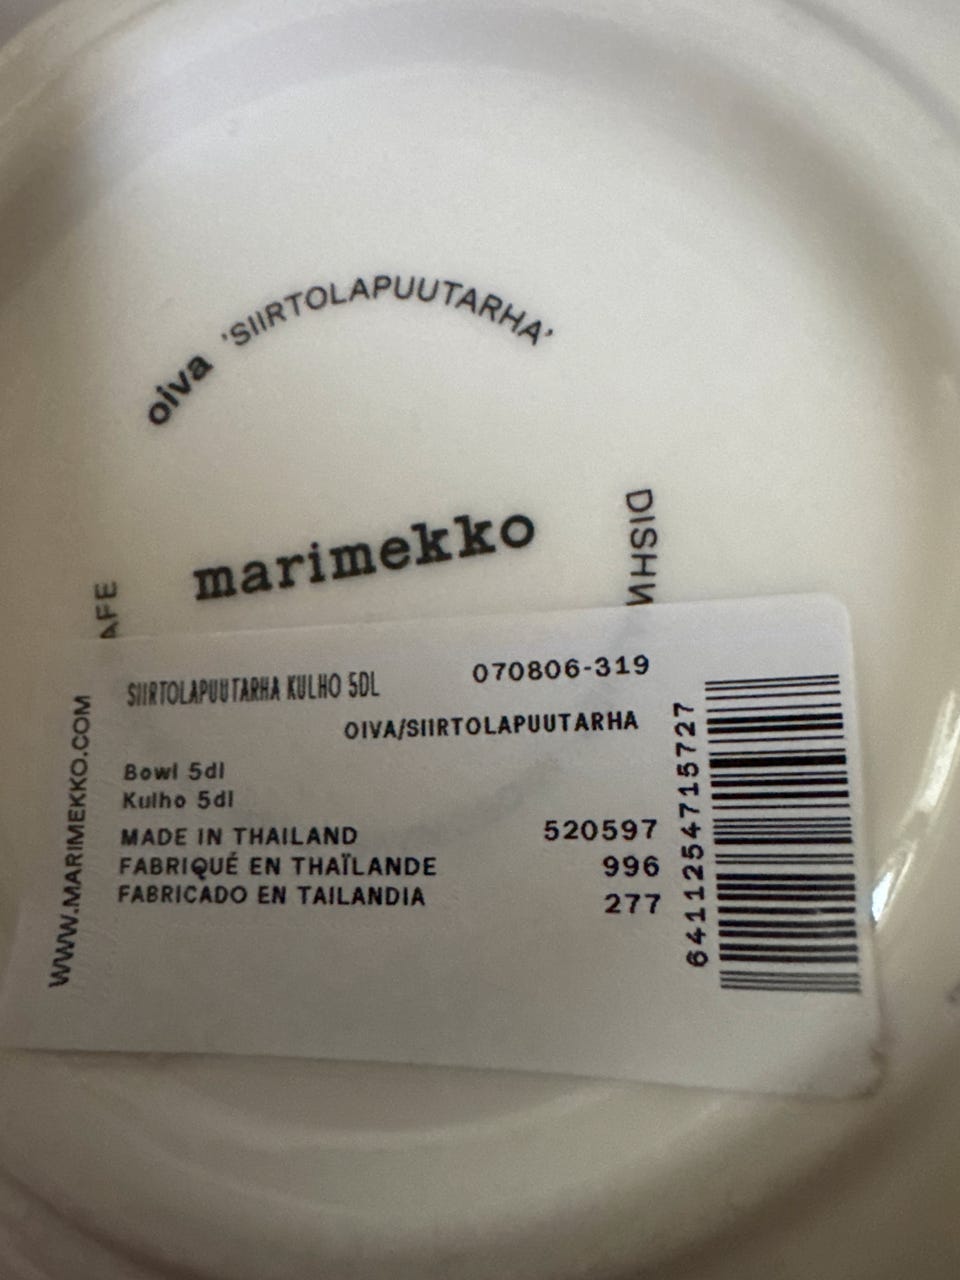 oiva 'SIIRTOLAPUUTARHA'
marimekko
SIIRTOLAPUUTARHA KULHO 5DL
070806-319
OIVA/SIIRTOLAPUUTARHA
Bowl 5dl
Kulho 5dl
MADE IN THAILAND
FABRIQUÉ EN THAÏLANDE
FABRICADO EN TAILANDIA
520597
996
277
WWW.MARIMEKKO.COM
6411254715727